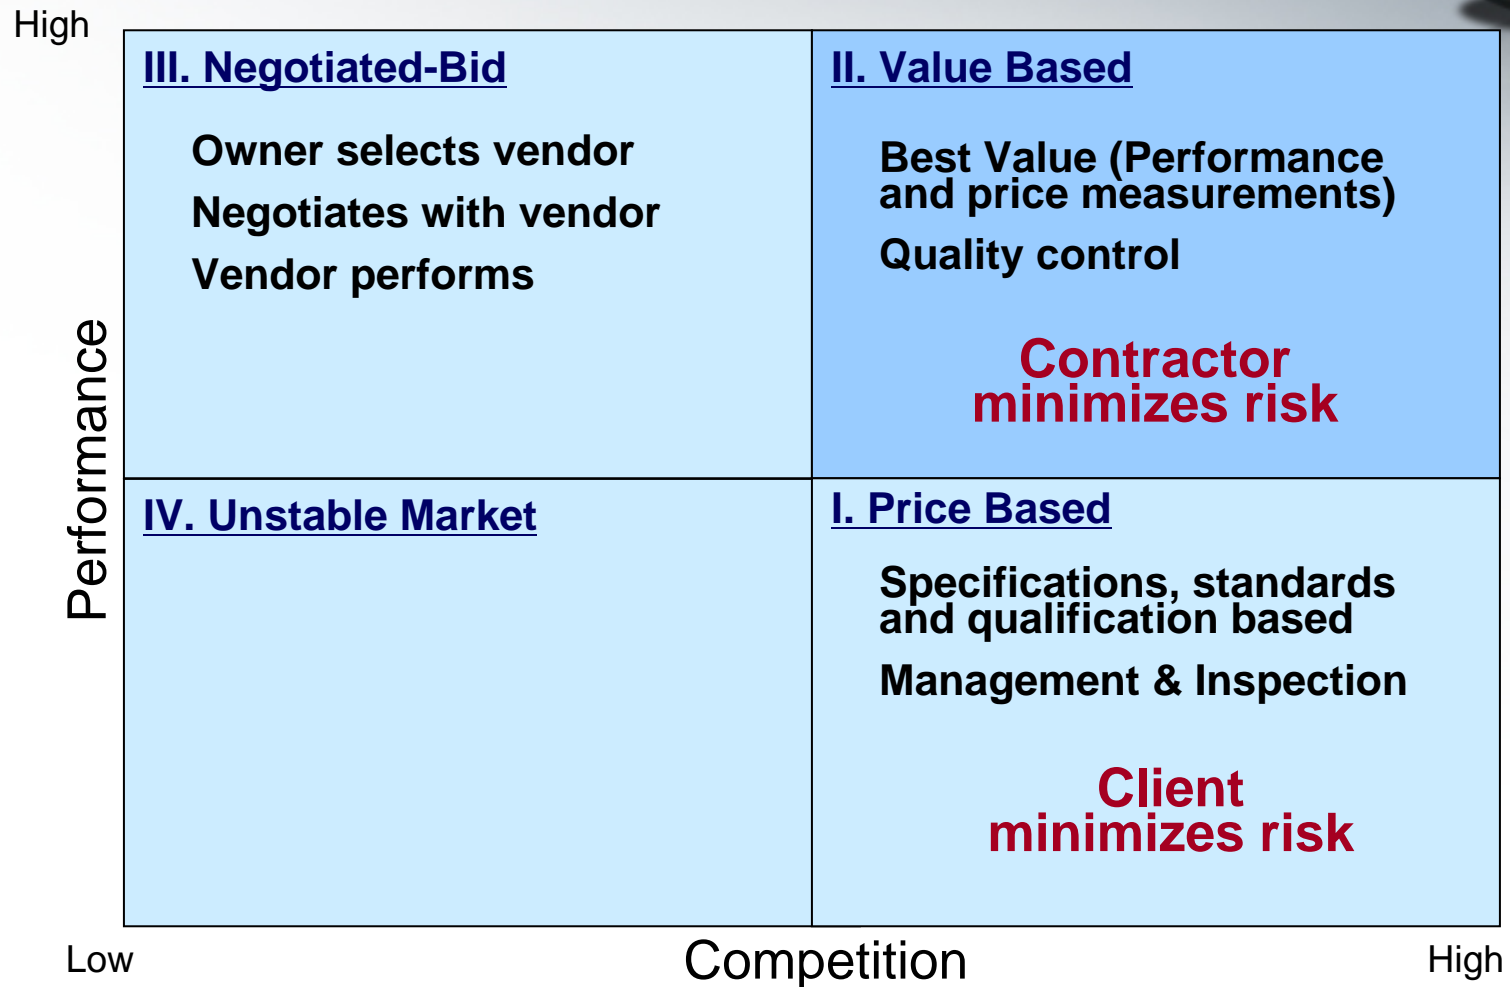 High
III. Negotiated-Bid
Owner selects vendor
Negotiates with vendor
Vendor performs
II. Value Based
Best Value (Performance
and price measurements)
Quality control
Contractor
minimizes risk
Performance
IV. Unstable Market
I. Price Based
Specifications, standards
and qualification based
Management & Inspection
Client
minimizes risk
Low
Competition
High